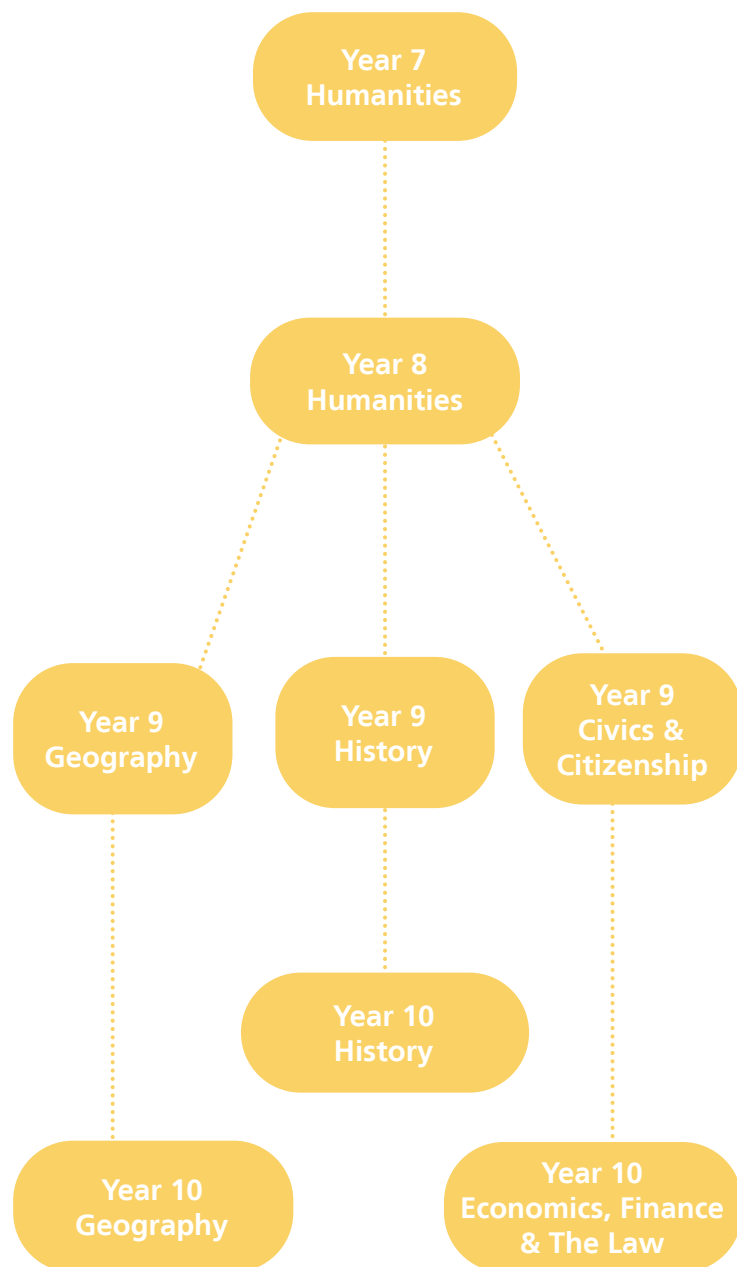 Year 7
Humanities
Year 8
Humanities
Year 9
Geography
Year 9
History
Year 9
Civics &
Citizenship
Year 10
History
Year 10
Geography
Year 10
Economics, Finance
& The Law